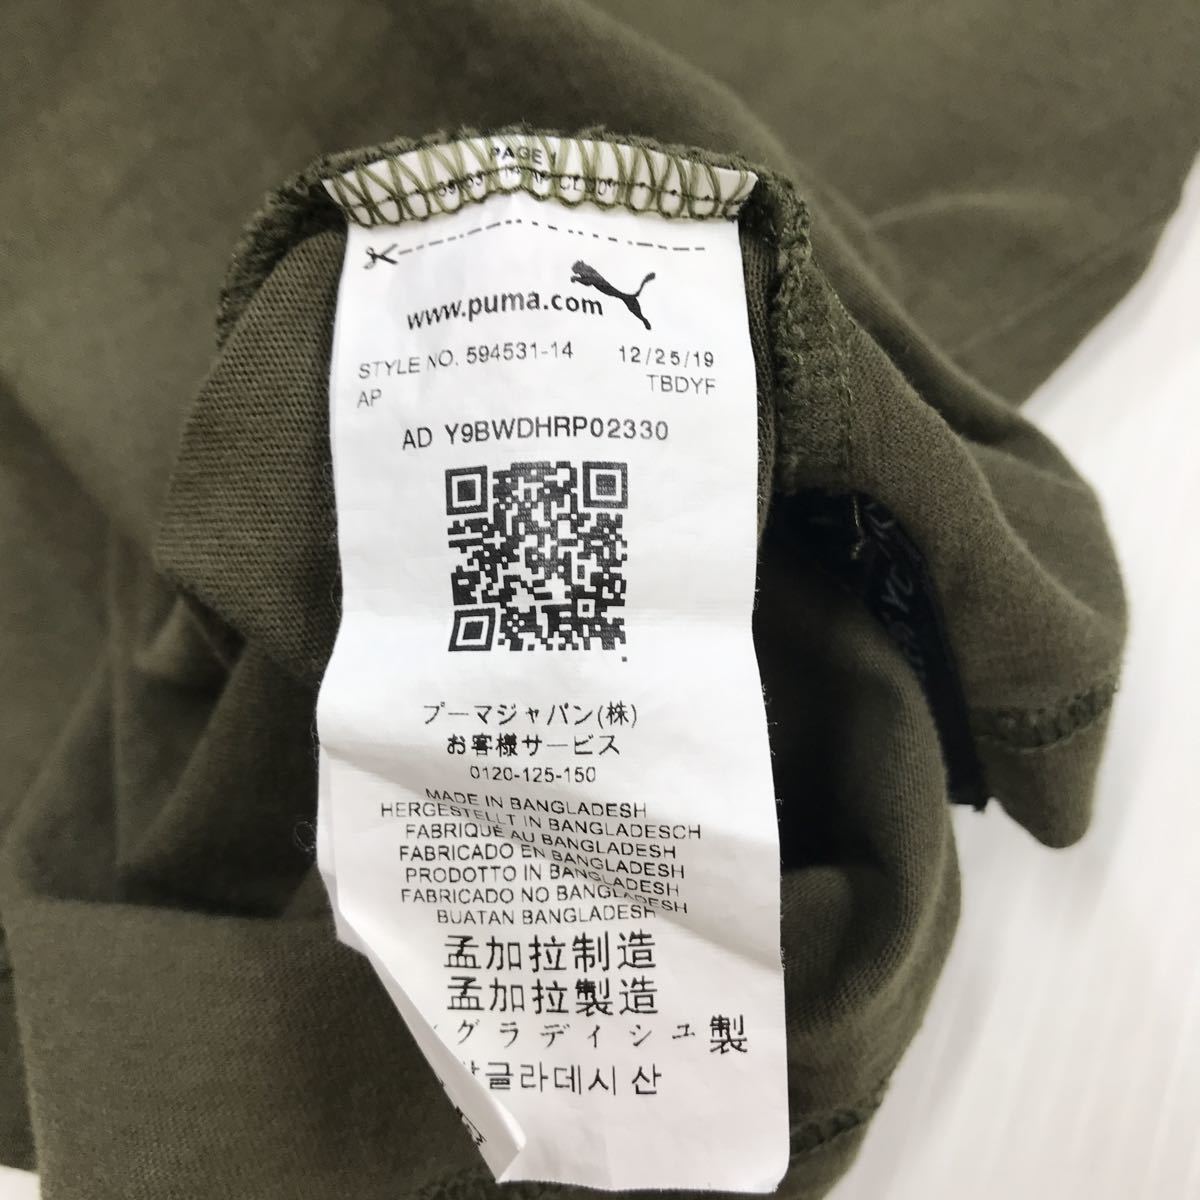 PAGE 1
www.puma.com
STYLE NO. 594531-14 12/25/19
AP TBDYF
AD Y9BWDHRP02330
プーマジャパン(株)
お客様サービス
0120-125-150
MADE IN BANGLADESH
HERGESTELLT IN BANGLADESCH
FABRIQUÉ AU BANGLADESH
FABRICADO EN BANGLADESH
PRODOTTO IN BANGLADESH
FABRICADO NO BANGLADESH
BUATAN BANGLADESH
孟加拉制造
孟加拉製造
グラディシュ製
글라데시 산